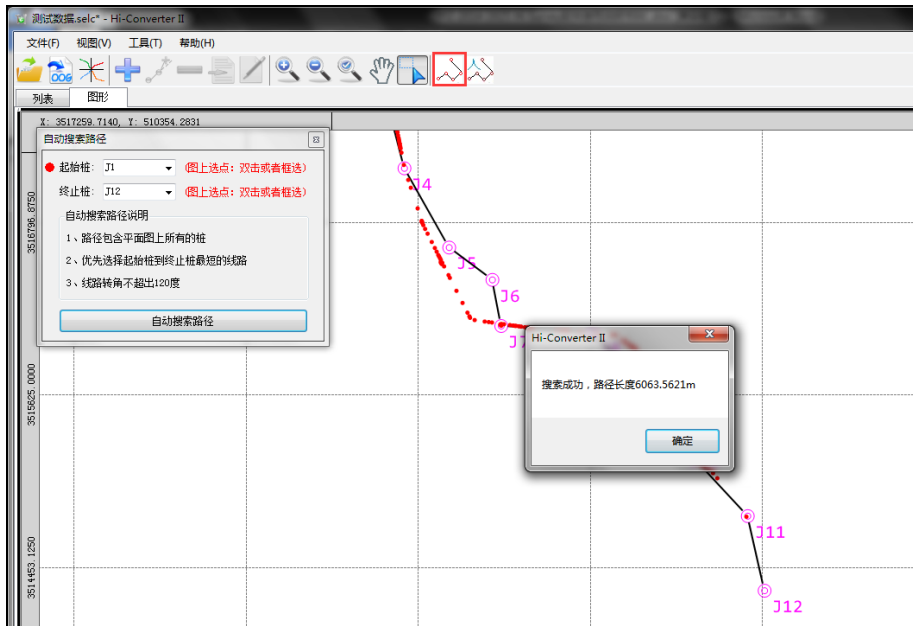 测试数据.selc* - Hi-Converter II
文件(F) 视图(V) 工具(T) 帮助(H)
列表 图形
X: 3517259.7140, Y: 510354.2831
自动搜索路径
起始桩: J1 (图上选点: 双击或者框选)
终止桩: J12 (图上选点: 双击或者框选)
自动搜索路径说明
1、路径包含平面图上所有的桩
2、优先选择起始桩到终止桩最短的线路
3、线路转角不超出120度
自动搜索路径
3516796.8750
3515625.0000
3514453.1250
J4
J5
J6
J7
Hi-Converter II
搜索成功，路径长度6063.5621m
确定
J11
J12